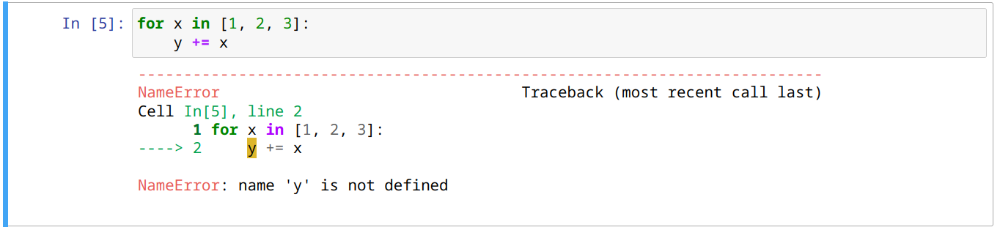 In [5]: for x in [1, 2, 3]:
    y += x
---------------------------------------------------------------------------
NameError                                 Traceback (most recent call last)
Cell In[5], line 2
      1 for x in [1, 2, 3]:
----> 2     y += x

NameError: name 'y' is not defined